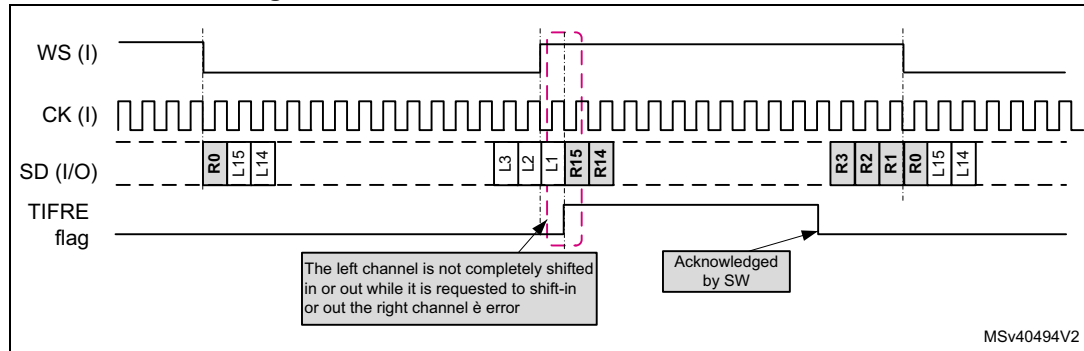 WS (I)
CK (I)
SD (I/O)
R0 L15 L14 L3 L2 L1 R15 R14 R3 R2 R1 R0 L15 L14
TIFRE
flag
The left channel is not completely shifted
in or out while it is requested to shift-in
or out the right channel è error
Acknowledged
by SW
MSv40494V2